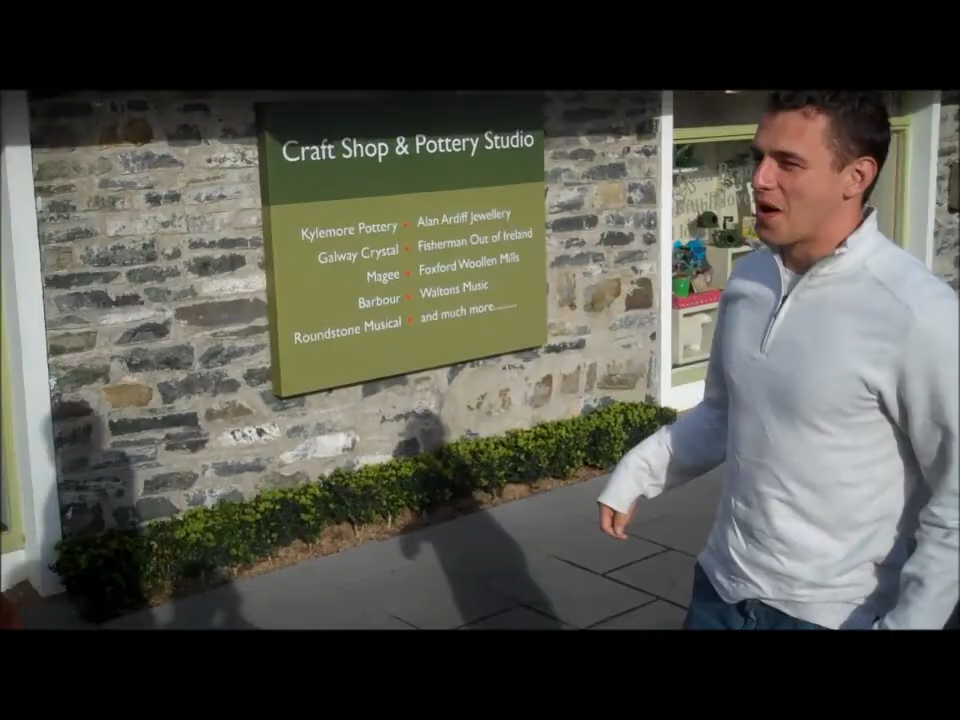 Craft Shop & Pottery Studio
Kylemore Pottery • Alan Ardiff Jewellery
Galway Crystal • Fisherman Out of Ireland
Magee • Foxford Woollen Mills
Barbour • Waltons Music
Roundstone Musical • and much more.........